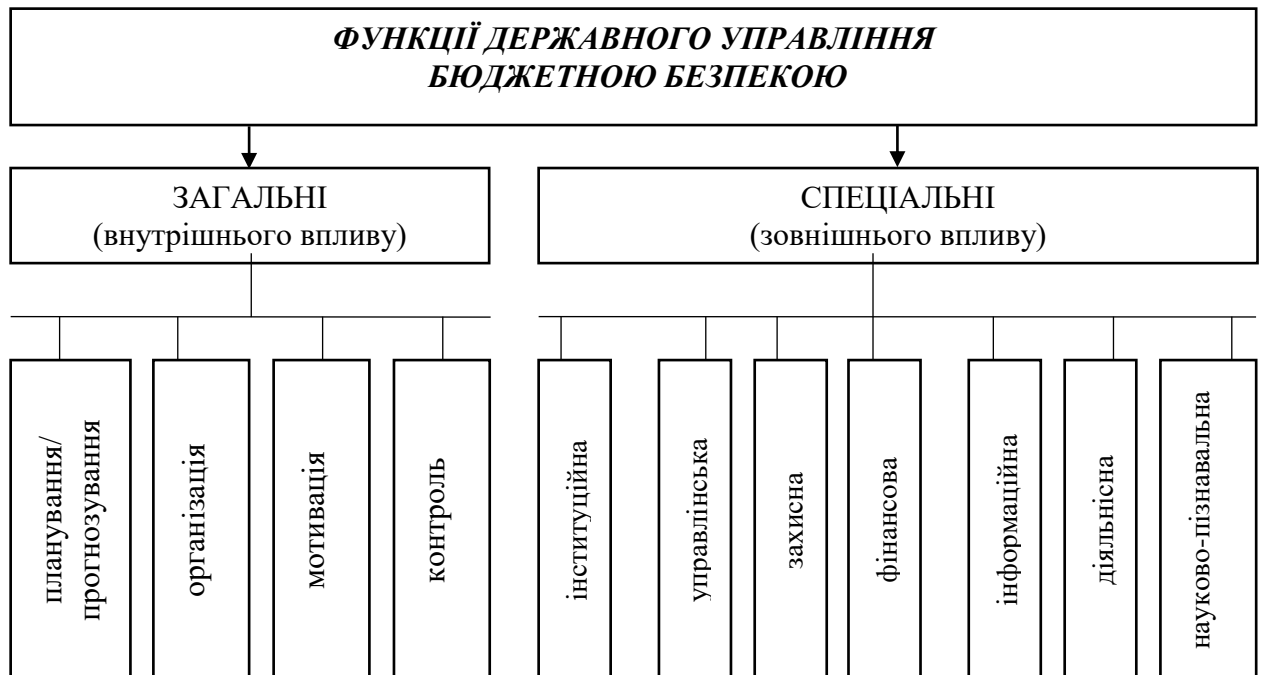 ФУНКЦІЇ ДЕРЖАВНОГО УПРАВЛІННЯ
БЮДЖЕТНОЮ БЕЗПЕКОЮ
ЗАГАЛЬНІ
(внутрішнього впливу)
СПЕЦІАЛЬНІ
(зовнішнього впливу)
планування/
прогнозування
організація
мотивація
контроль
інституційна
управлінська
захисна
фінансова
інформаційна
діяльнісна
науково-пізнавальна